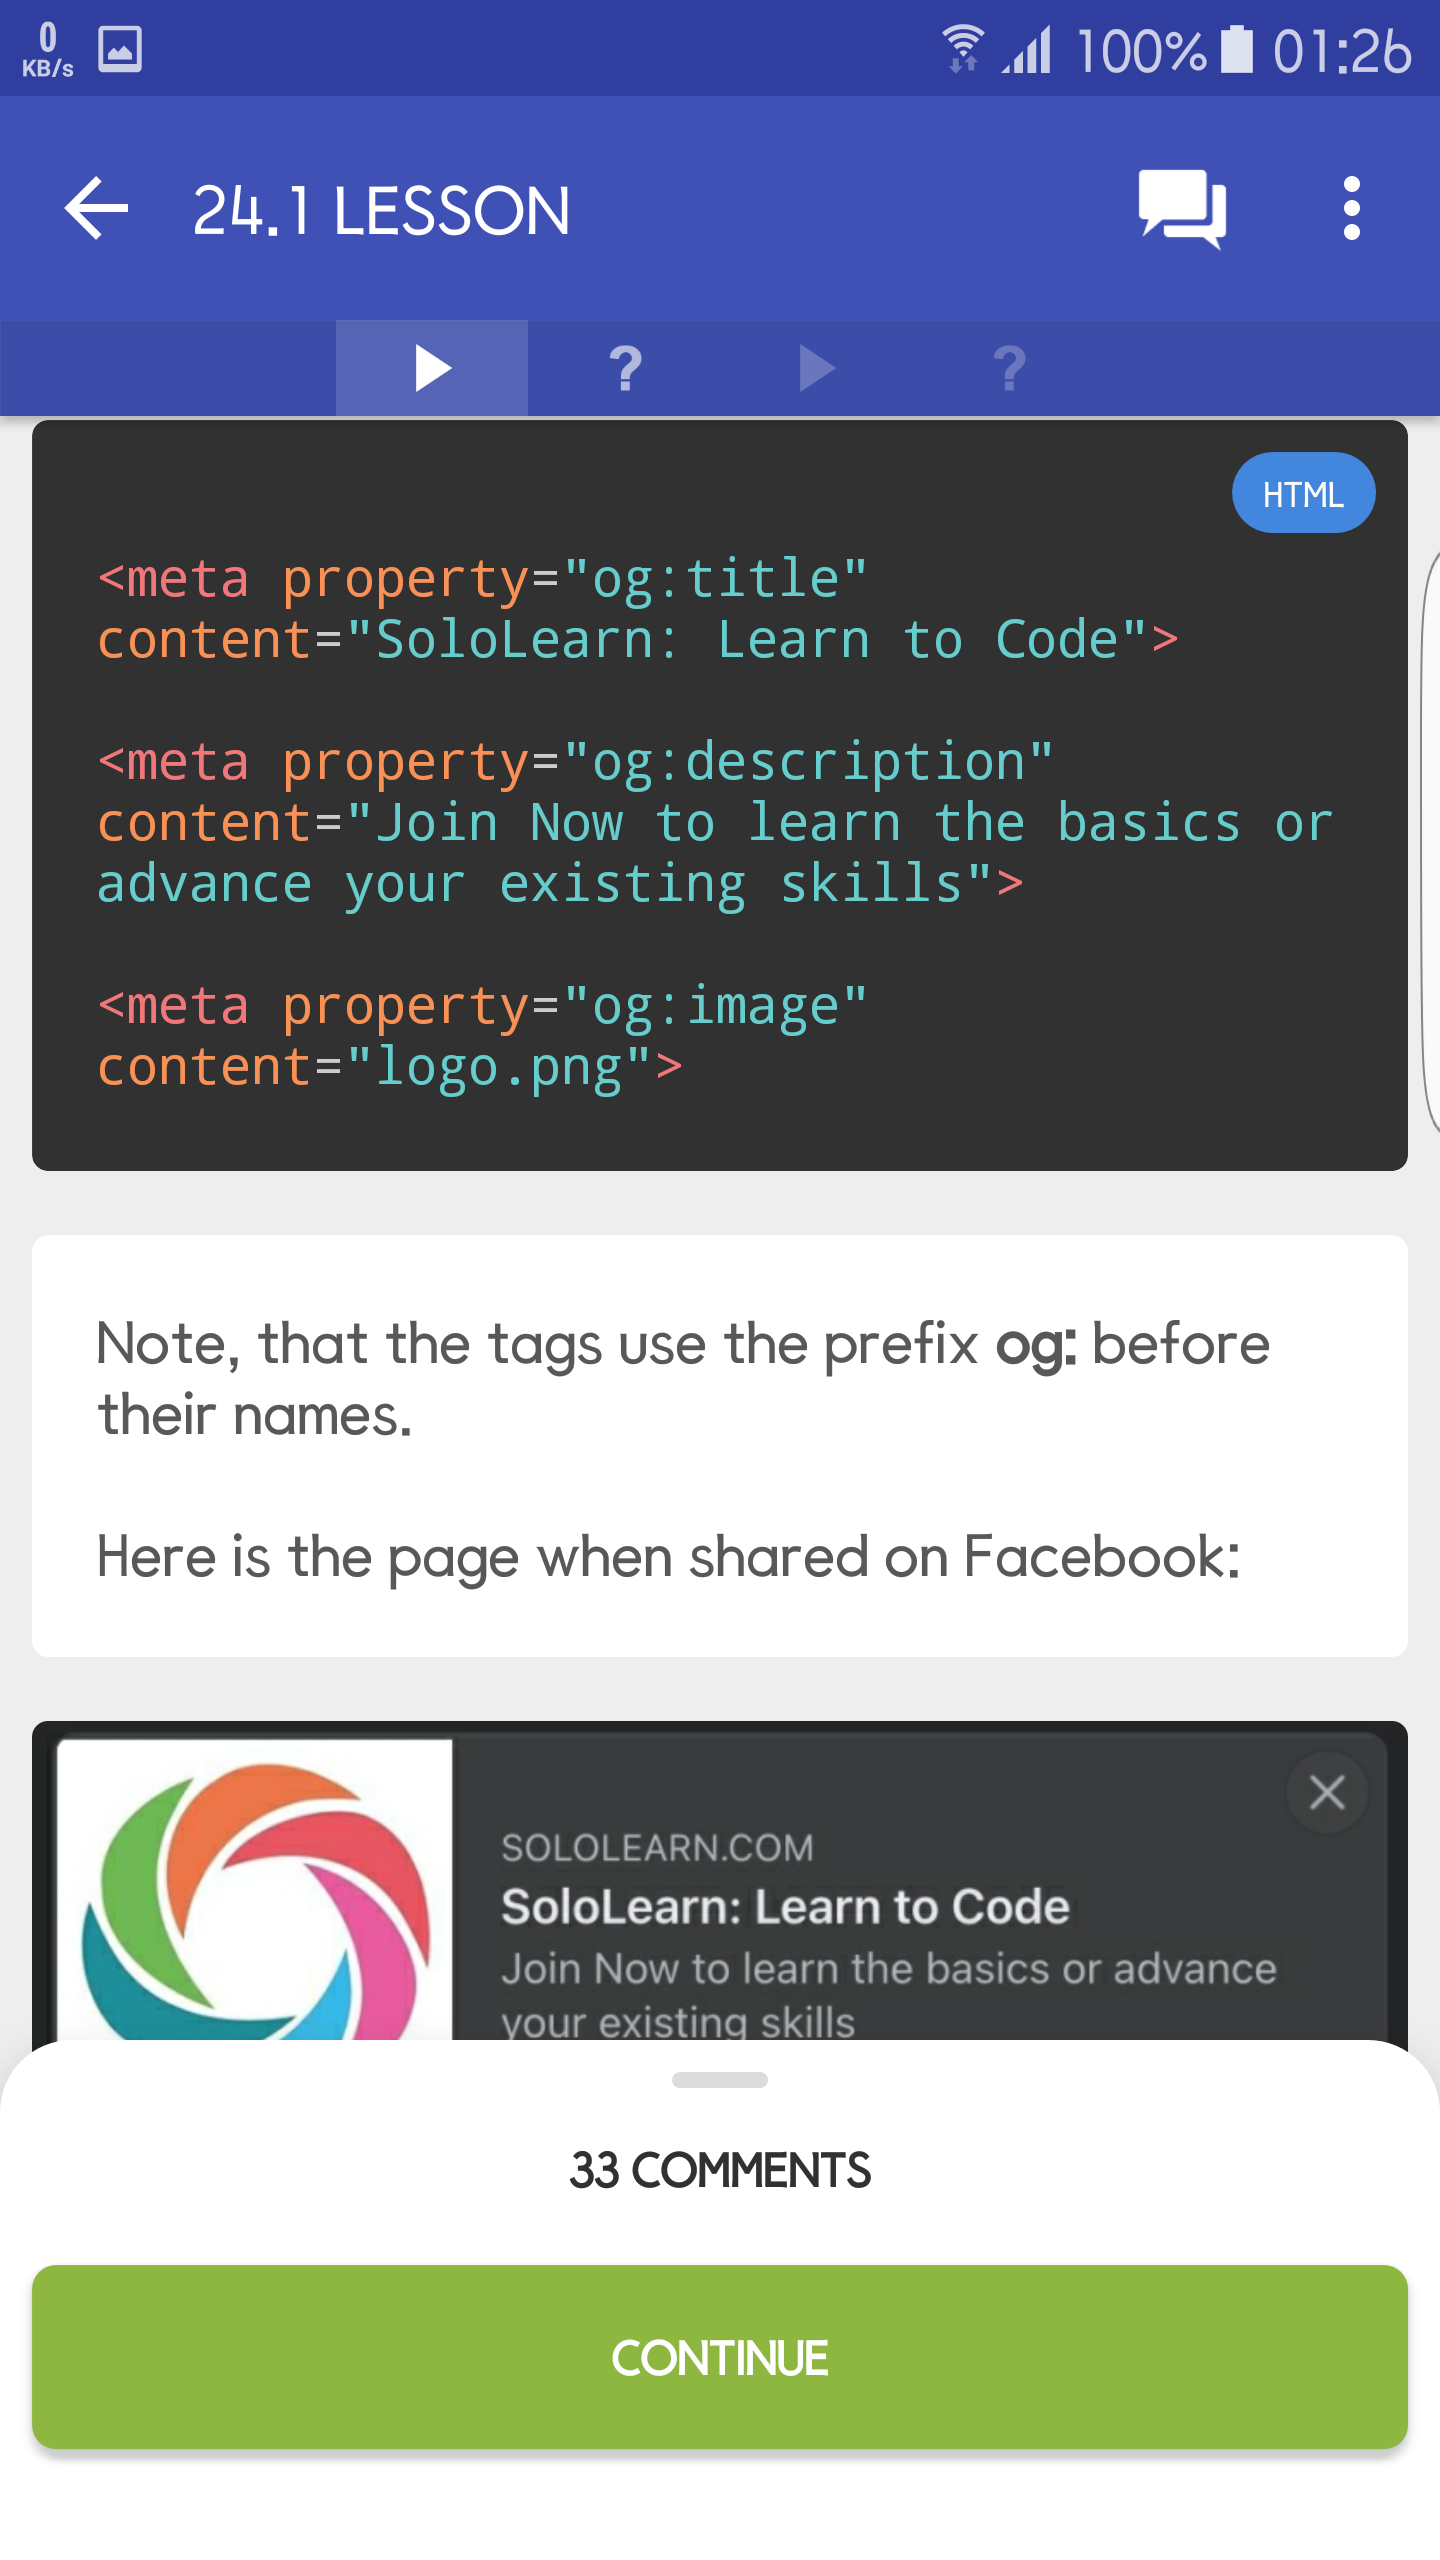 0
KB/s
100%
01:26
24.1 LESSON
?
?
HTML
<meta property="og:title"
content="SoloLearn: Learn to Code">
<meta property="og:description"
content="Join Now to learn the basics or
advance your existing skills">
<meta property="og:image"
content="logo.png">
Note, that the tags use the prefix og: before
their names.
Here is the page when shared on Facebook:
SOLOLEARN.COM
SoloLearn: Learn to Code
Join Now to learn the basics or advance
your existing skills
33 COMMENTS
CONTINUE